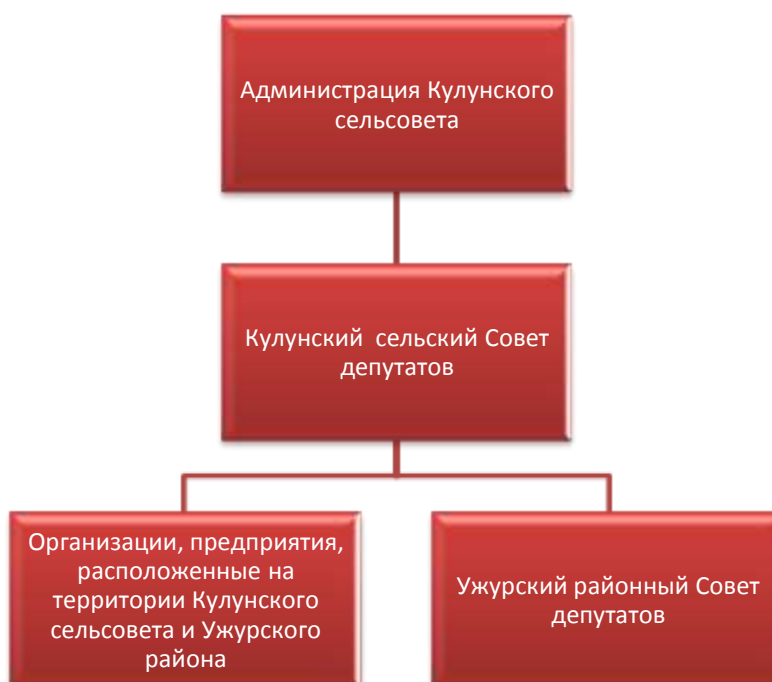 Администрация Кулунского
сельсовета
Кулунский  сельский Совет
депутатов
Организации, предприятия,
расположенные на
территории Кулунского
сельсовета и Ужурского
района
Ужурский районный Совет
депутатов